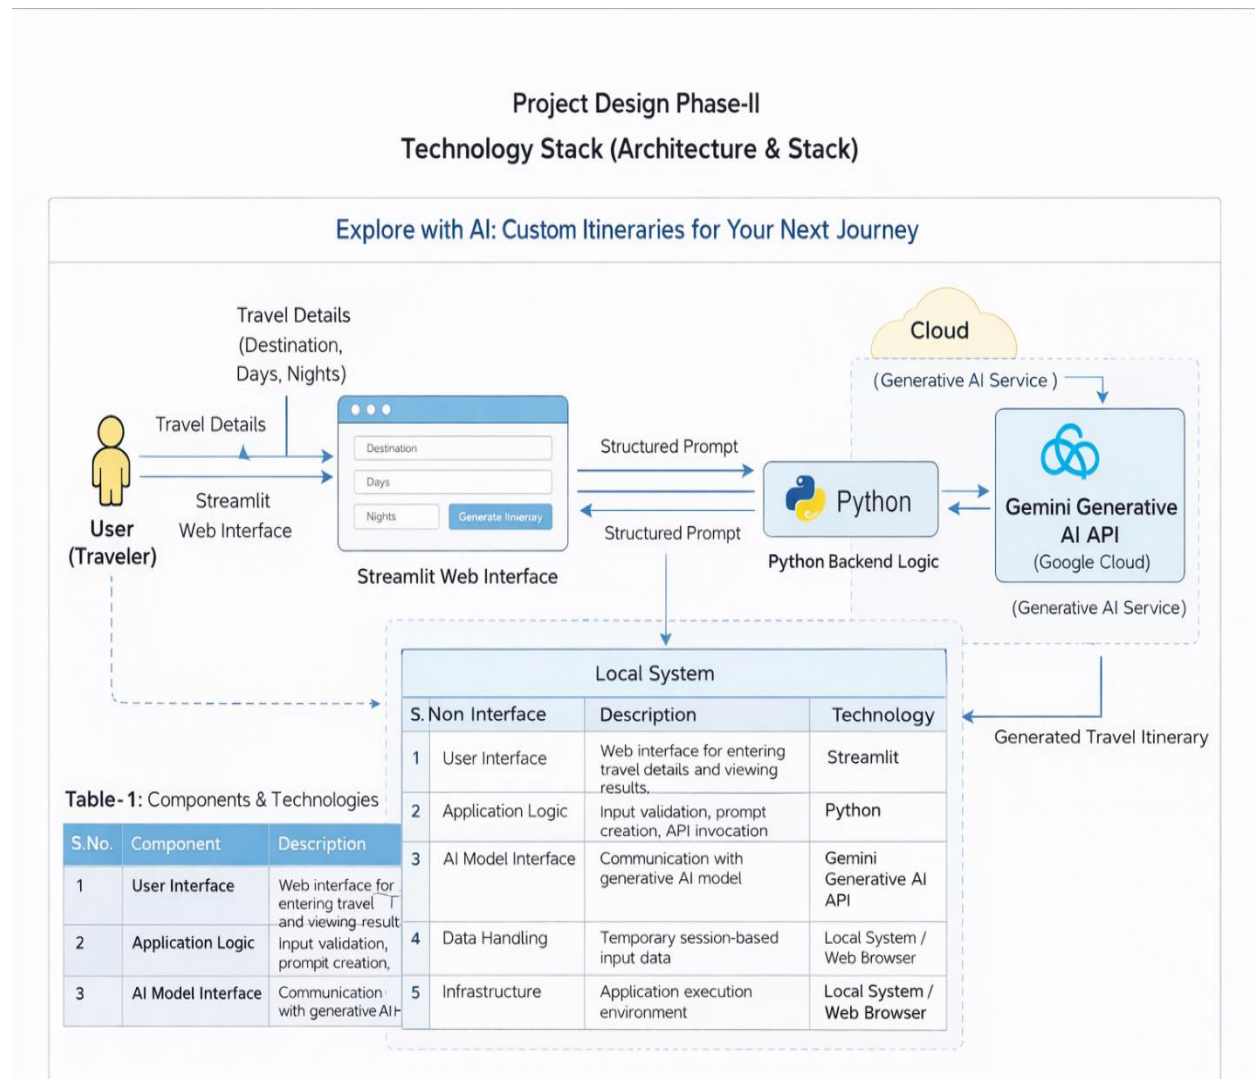 Project Design Phase-II
Technology Stack (Architecture & Stack)
Explore with AI: Custom Itineraries for Your Next Journey
Travel Details
(Destination,
Days, Nights)
Travel Details
Streamlit
Web Interface
User
(Traveler)
Destination
Days
Nights
Generate
Streamlit Web Interface
Structured Prompt
Structured Prompt
Python
Python Backend Logic
Cloud
(Generative AI Service )
Gemini Generative
AI API
(Google Cloud)
(Generative AI Service)
Generated Travel Itinerary
Local System
S. Non Interface Description Technology
1 User Interface Web interface for entering
travel details and viewing
results,
Streamlit
2 Application Logic Input validation, prompt
creation, API invocation
Python
3 AI Model Interface Communication with
generative AI model
Gemini
Generative AI
API
4 Data Handling Temporary session-based
input data
Local System /
Web Browser
5 Infrastructure Application execution
environment
Local System /
Web Browser
Table-1: Components & Technologies
S.No. Component Description
1 User Interface Web interface for
entering travel
and viewing result
2 Application Logic Input validation,
prompit creation,
3 AI Model Interface Communication
with generative AI